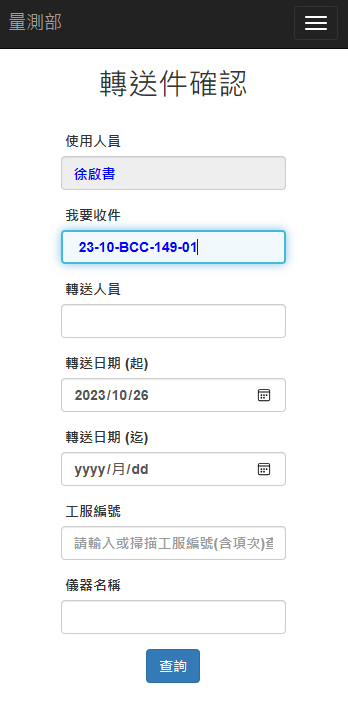 量測部
轉送件確認
使用人員
徐啟書
我要收件
23-10-BCC-149-01
轉送人員
轉送日期 (起)
2023/10/26
轉送日期 (迄)
yyyy/月/dd
工服編號
請輸入或掃描工服編號(含項次)查
儀器名稱
查詢